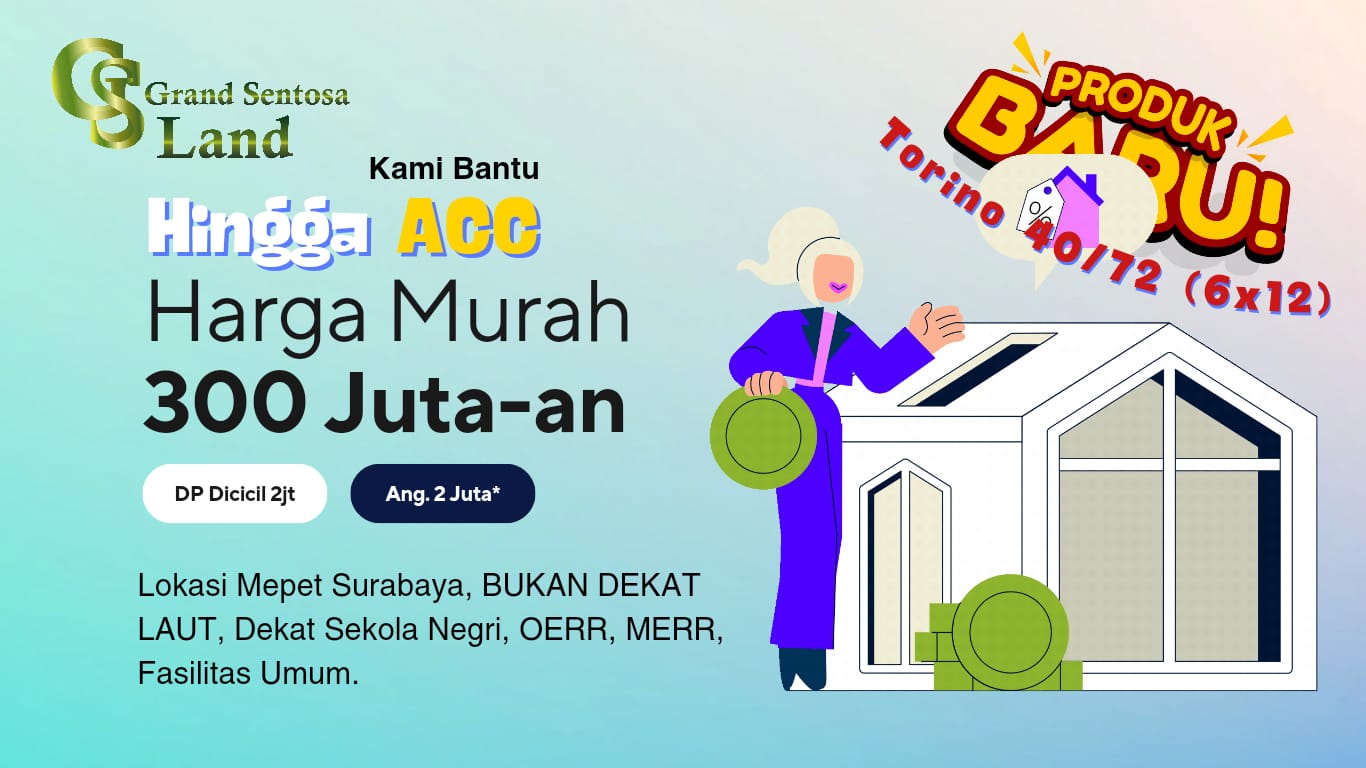 Grand Sentosa
Land
PRODUK
BARU!
Torino 40/72 (6x12)
%
Kami Bantu
Hingga ACC
Harga Murah
300 Juta-an
DP Dicicil 2jt
Ang. 2 Juta*
Lokasi Mepet Surabaya, BUKAN DEKAT
LAUT, Dekat Sekola Negri, OERR, MERR,
Fasilitas Umum.